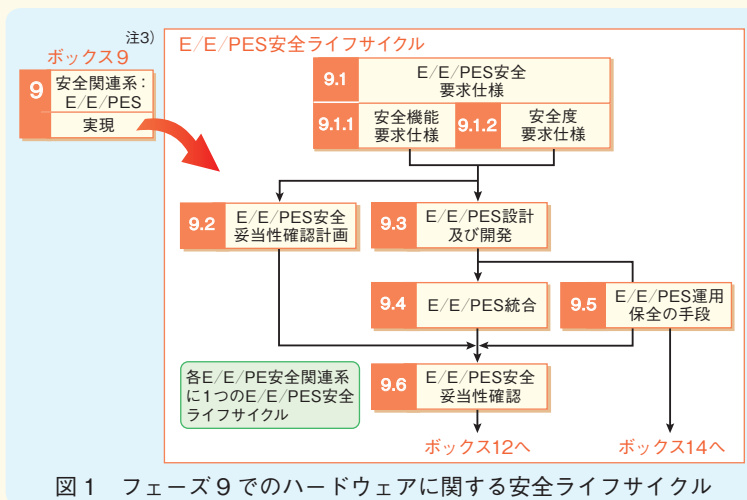 注3)
ボックス9
9
安全関連系:
E/E/PES
実現
E/E/PES安全ライフサイクル
9.1
E/E/PES安全
要求仕様
9.1.1
安全機能
要求仕様
9.1.2
安全度
要求仕様
9.2
E/E/PES安全
妥当性確認計画
9.3
E/E/PES設計
及び開発
9.4
E/E/PES統合
9.5
E/E/PES運用
保全の手段
各E/E/PE安全関連系
に1つのE/E/PES安全
ライフサイクル
9.6
E/E/PES安全
妥当性確認
ボックス12へ
ボックス14へ
図1 フェーズ9でのハードウェアに関する安全ライフサイクル